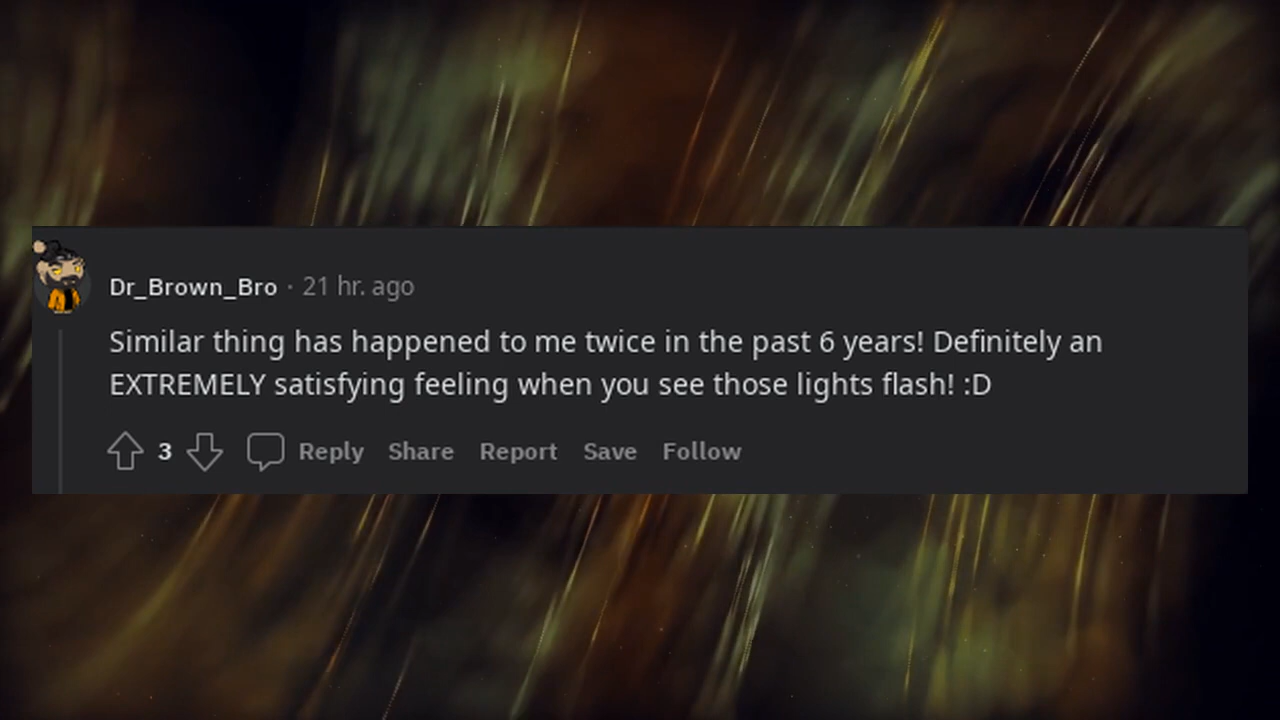 Dr_Brown_Bro · 21 hr. ago
Similar thing has happened to me twice in the past 6 years! Definitely an
EXTREMELY satisfying feeling when you see those lights flash! :D
3 Reply Share Report Save Follow